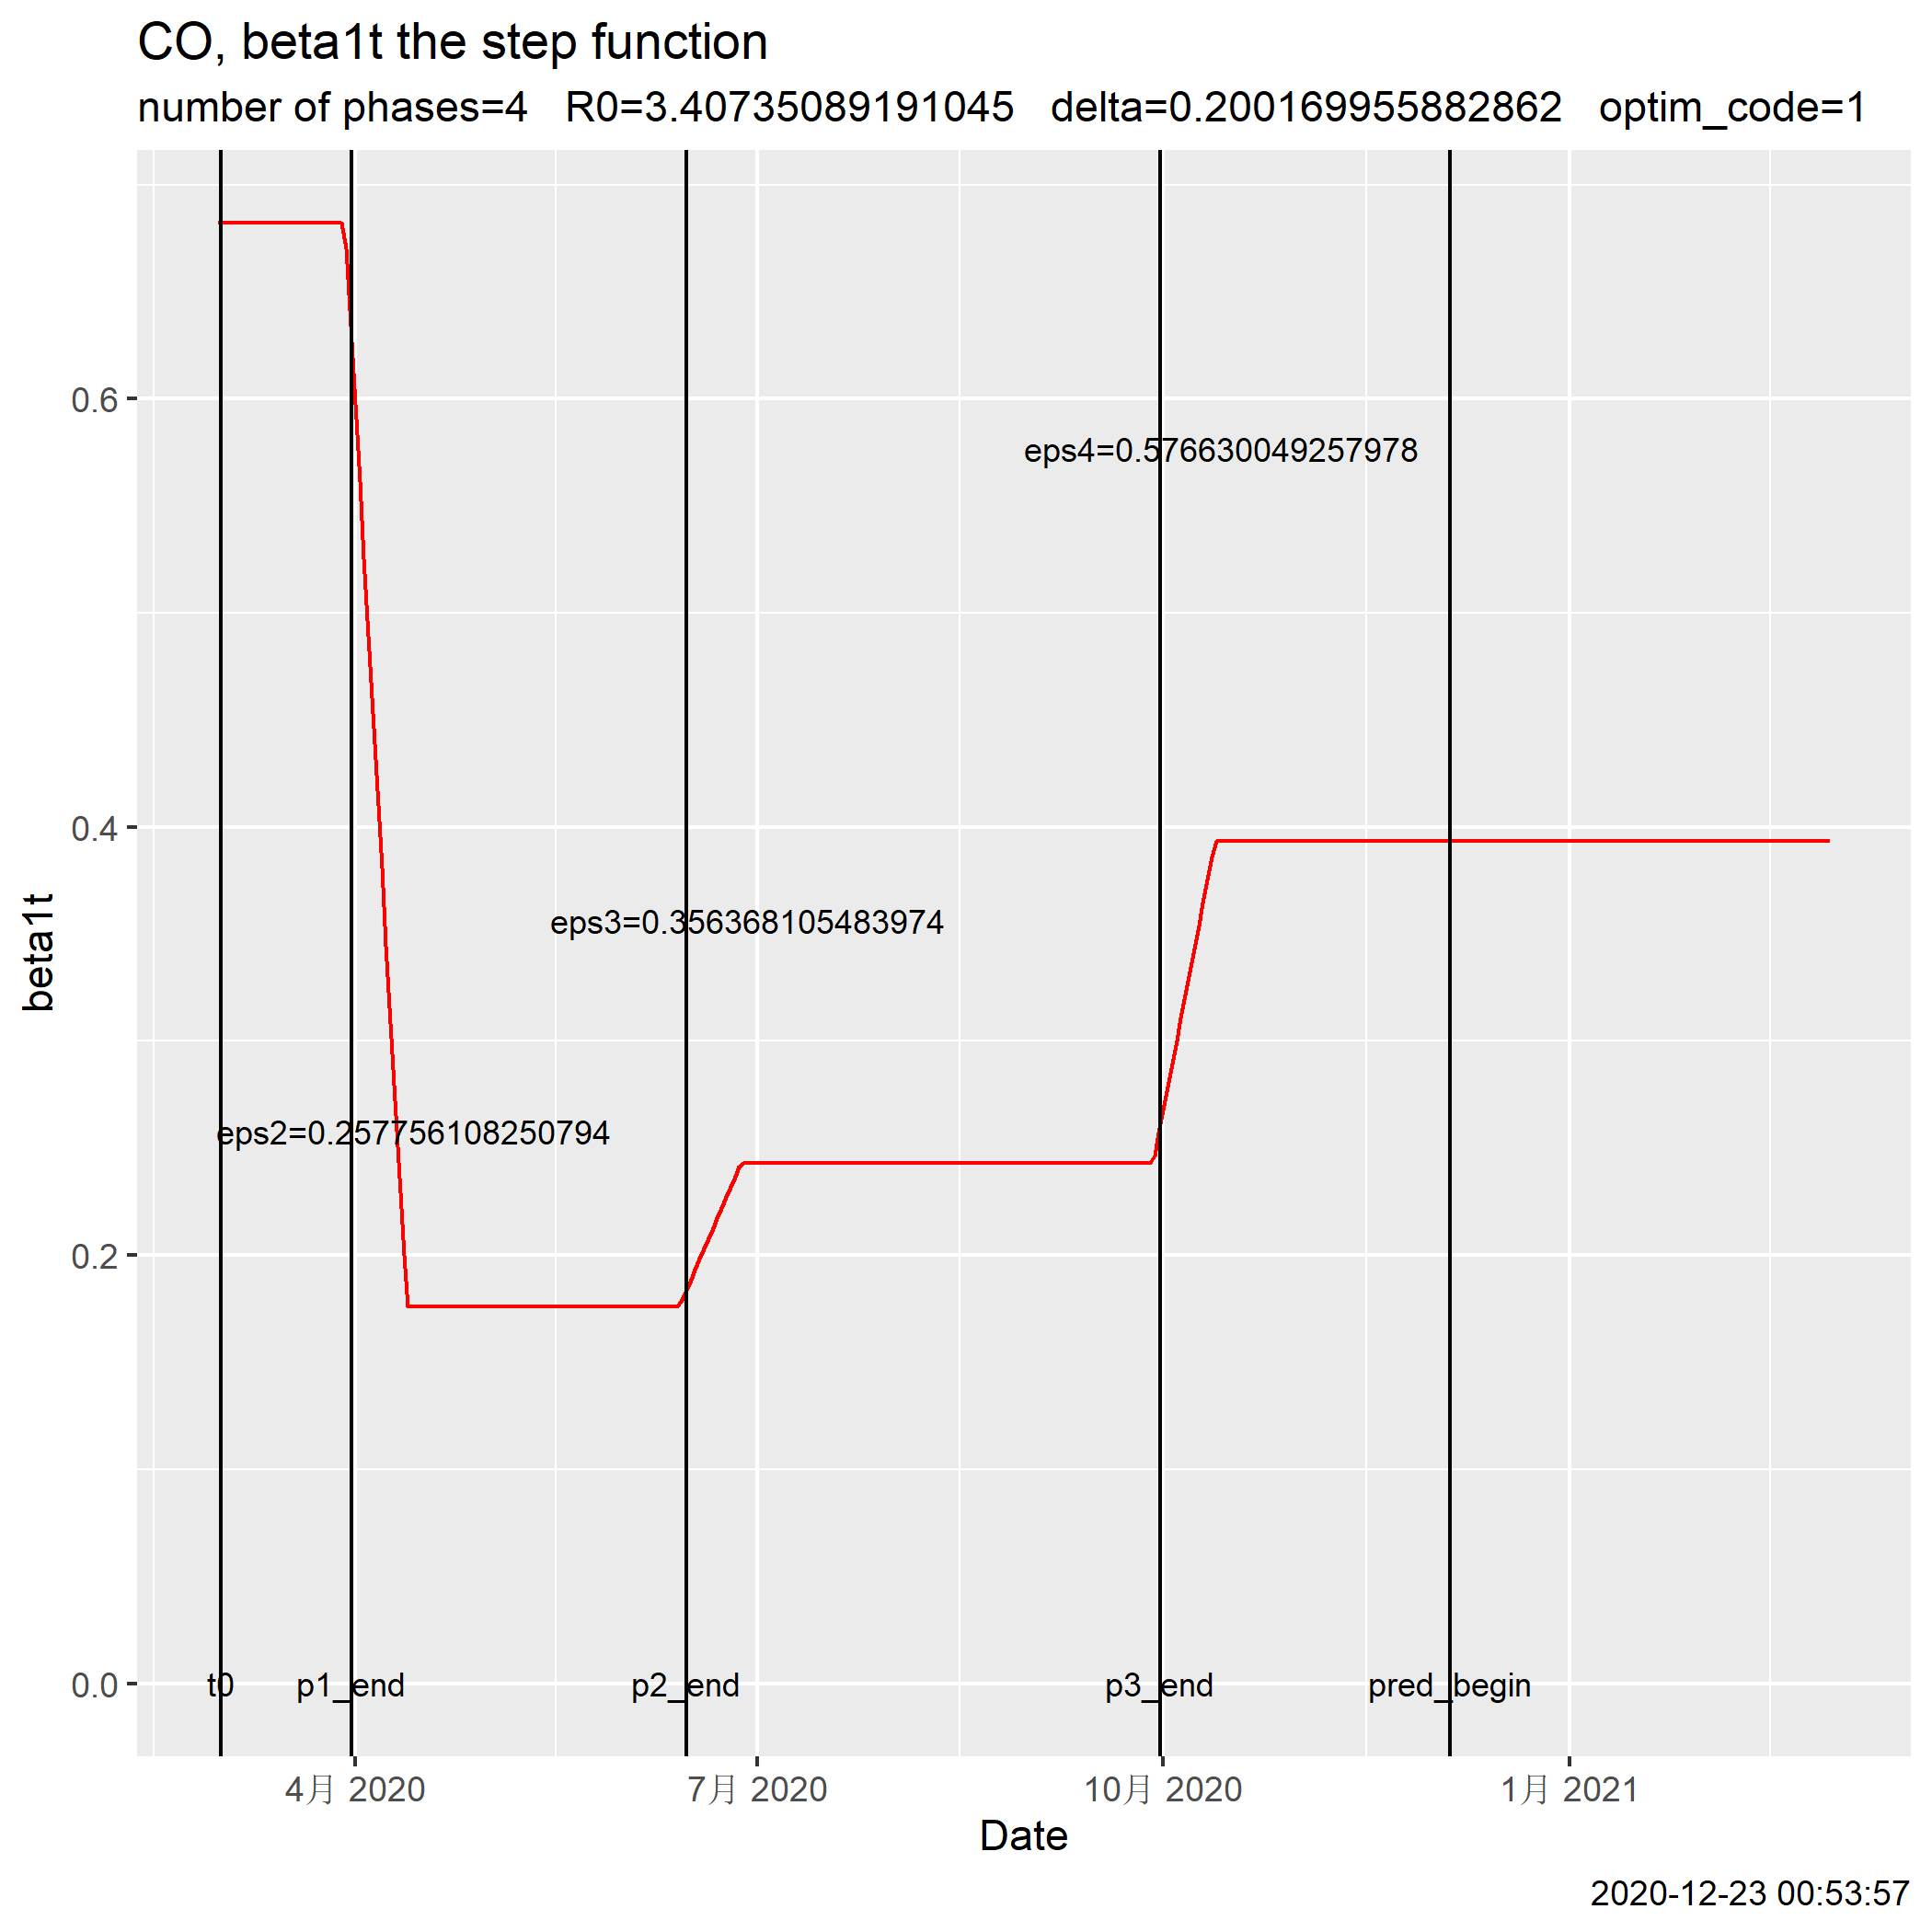 CO, beta1t the step function
number of phases=4   R0=3.40735089191045   delta=0.200169955882862   optim_code=1
0.6
eps4=0.576630049257978
0.4
eps3=0.356368105483974
beta1t
eps2=0.257756108250794
0.2
0.0
t0 p1_end p2_end p3_end pred_begin
4月 2020 7月 2020 10月 2020 1月 2021
Date
2020-12-23 00:53:57